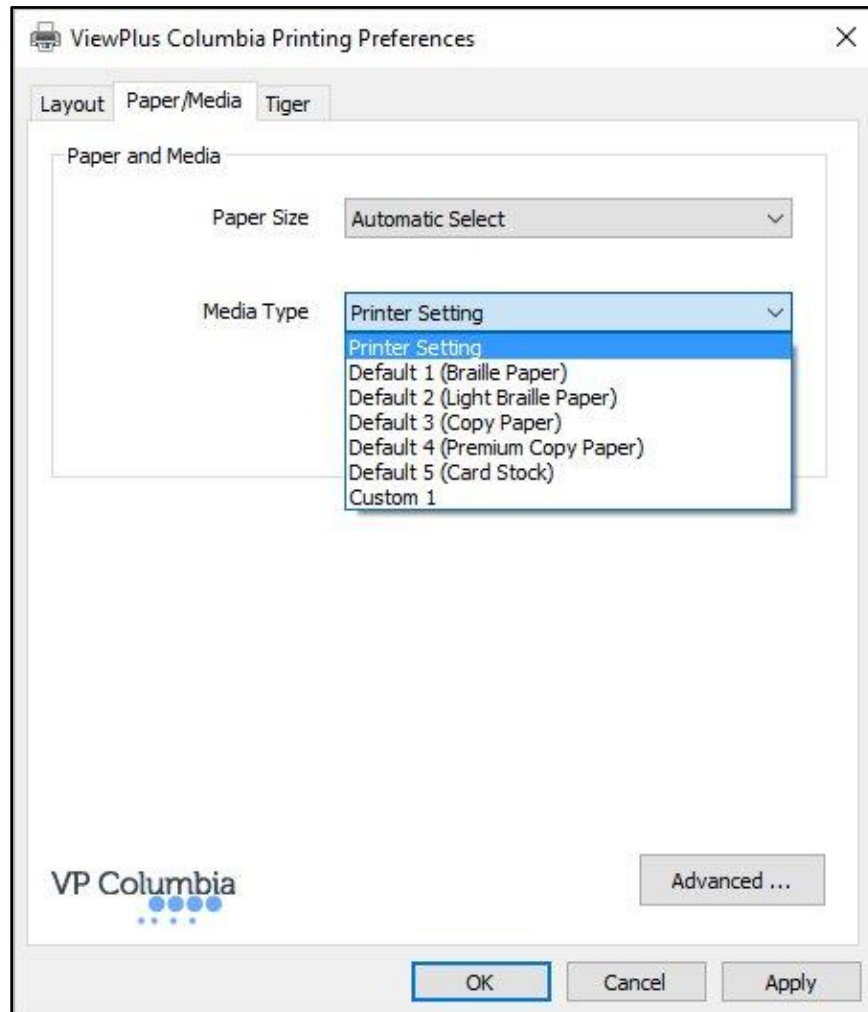 ViewPlus Columbia Printing Preferences
Layout Paper/Media Tiger
Paper and Media
Paper Size Automatic Select
Media Type Printer Setting
Printer Setting
Default 1 (Braille Paper)
Default 2 (Light Braille Paper)
Default 3 (Copy Paper)
Default 4 (Premium Copy Paper)
Default 5 (Card Stock)
Custom 1
VP Columbia
Advanced ...
OK Cancel Apply